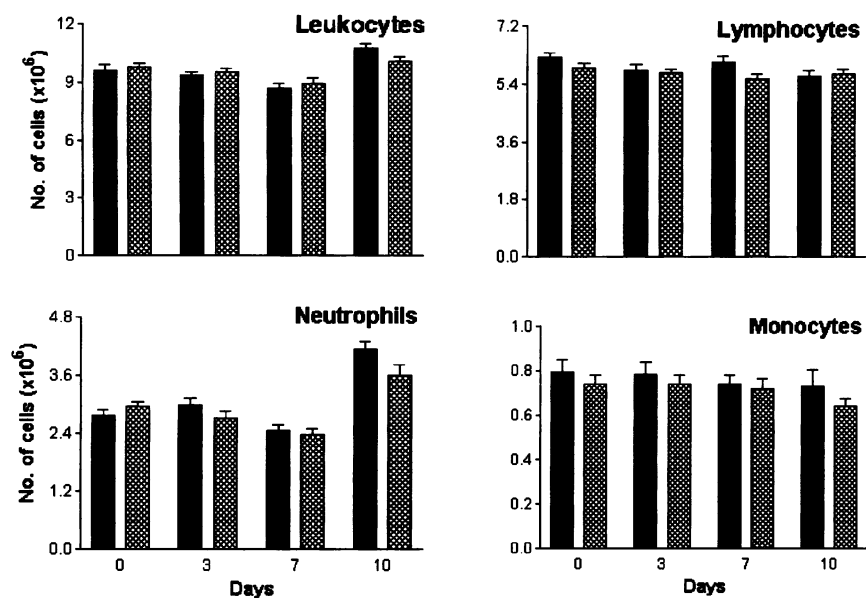 Leukocytes
No. of cells (x10⁶)
12
9
6
3
0
Lymphocytes
7.2
5.4
3.6
1.8
0.0
Neutrophils
No. of cells (x10⁶)
4.8
3.6
2.4
1.2
0.0
0 3 7 10
Days
Monocytes
1.0
0.8
0.6
0.4
0.2
0.0
0 3 7 10
Days